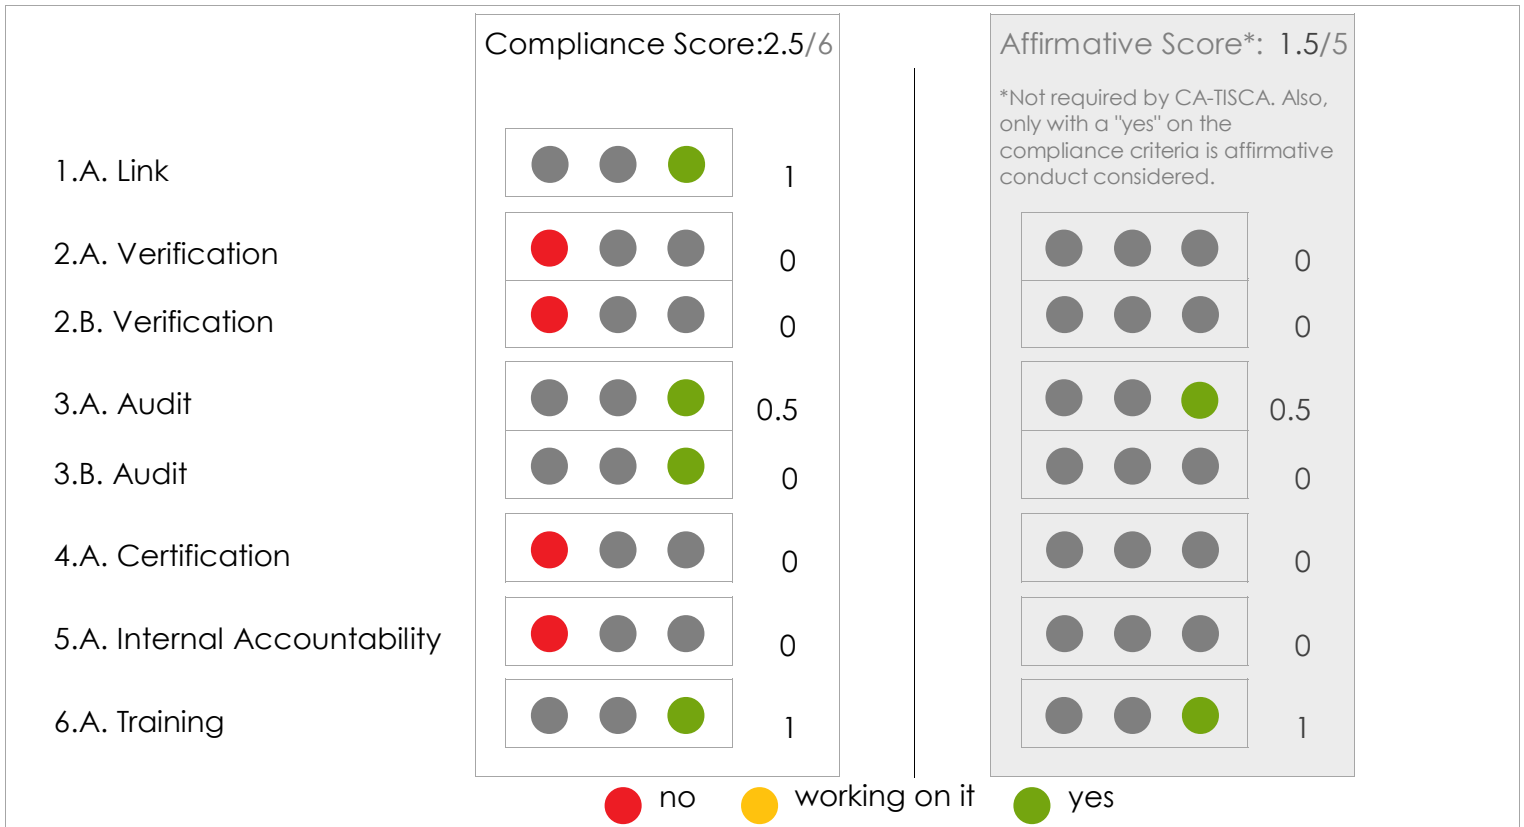 Compliance Score:2.5/6
Affirmative Score*: 1.5/5
*Not required by CA-TISCA. Also,
only with a "yes" on the
compliance criteria is affirmative
conduct considered.
1.A. Link 1
2.A. Verification 0 0
2.B. Verification 0 0
3.A. Audit 0.5 0.5
3.B. Audit 0 0
4.A. Certification 0 0
5.A. Internal Accountability 0 0
6.A. Training 1 1
no working on it yes